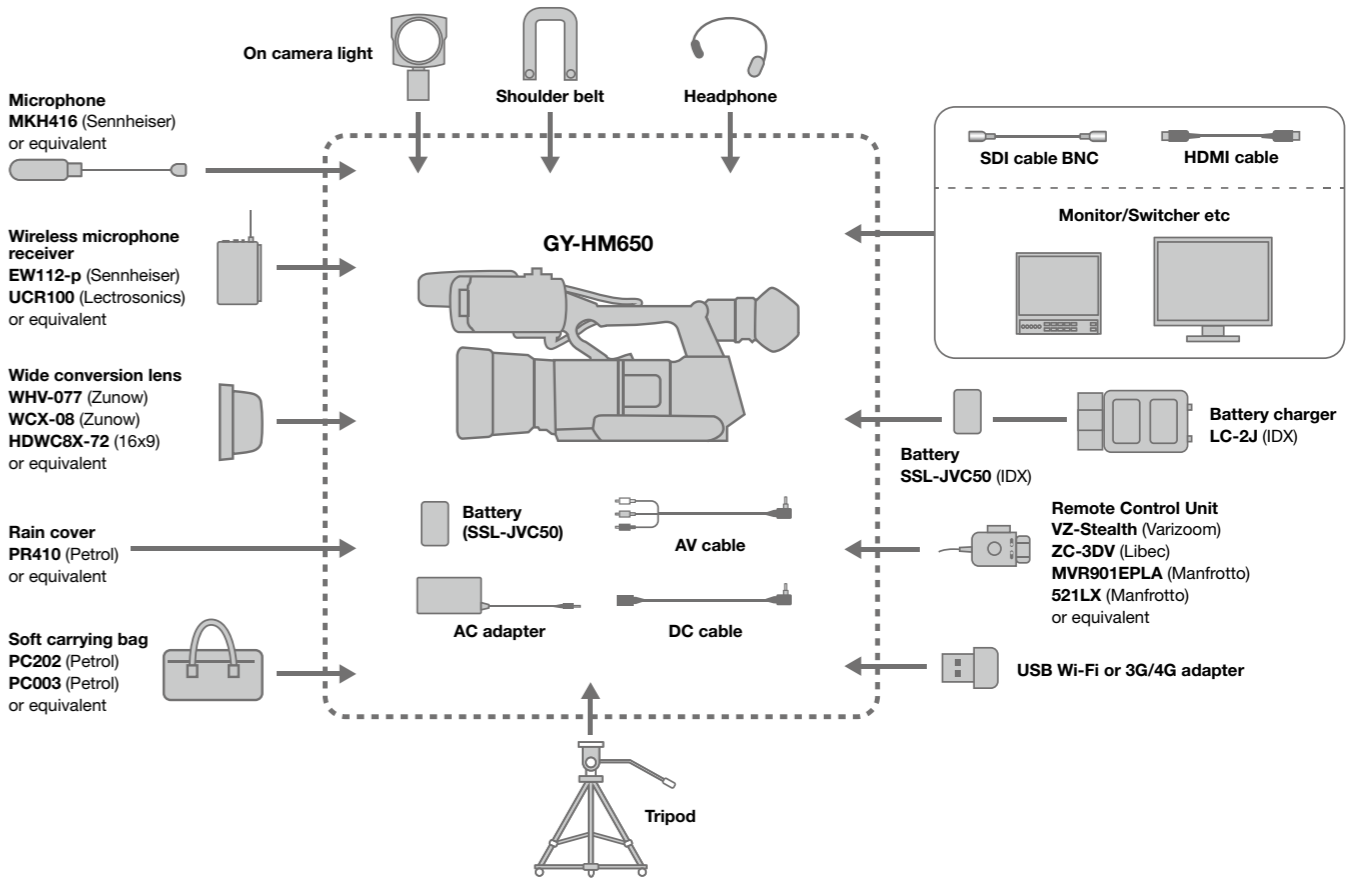 On camera light
Shoulder belt
Headphone
Microphone
MKH416 (Sennheiser)
or equivalent
Wireless microphone
receiver
EW112-p (Sennheiser)
UCR100 (Lectrosonics)
or equivalent
Wide conversion lens
WHV-077 (Zunow)
WCX-08 (Zunow)
HDWC8X-72 (16x9)
or equivalent
Rain cover
PR410 (Petrol)
or equivalent
Soft carrying bag
PC202 (Petrol)
PC003 (Petrol)
or equivalent
GY-HM650
Battery
(SSL-JVC50)
AV cable
AC adapter
DC cable
Tripod
SDI cable BNC
HDMI cable
Monitor/Switcher etc
Battery
SSL-JVC50 (IDX)
Battery charger
LC-2J (IDX)
Remote Control Unit
VZ-Stealth (Varizoom)
ZC-3DV (Libec)
MVR901EPLA (Manfrotto)
521LX (Manfrotto)
or equivalent
USB Wi-Fi or 3G/4G adapter